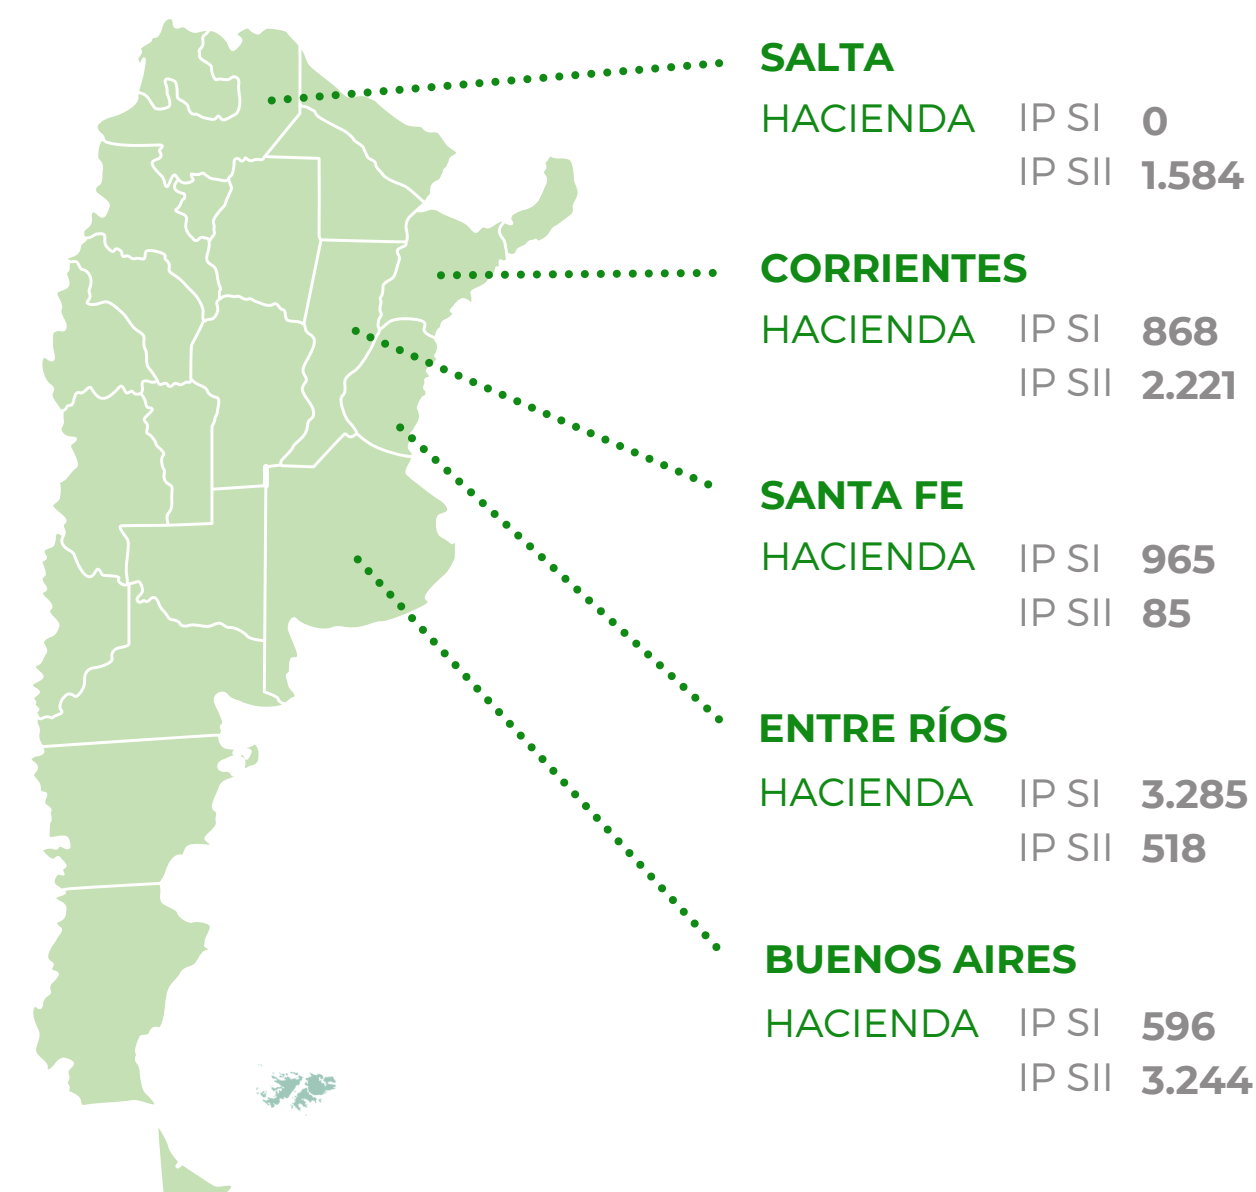 SALTA
HACIENDA IP SI 0
IP SII 1.584
CORRIENTES
HACIENDA IP SI 868
IP SII 2.221
SANTA FE
HACIENDA IP SI 965
IP SII 85
ENTRE RÍOS
HACIENDA IP SI 3.285
IP SII 518
BUENOS AIRES
HACIENDA IP SI 596
IP SII 3.244